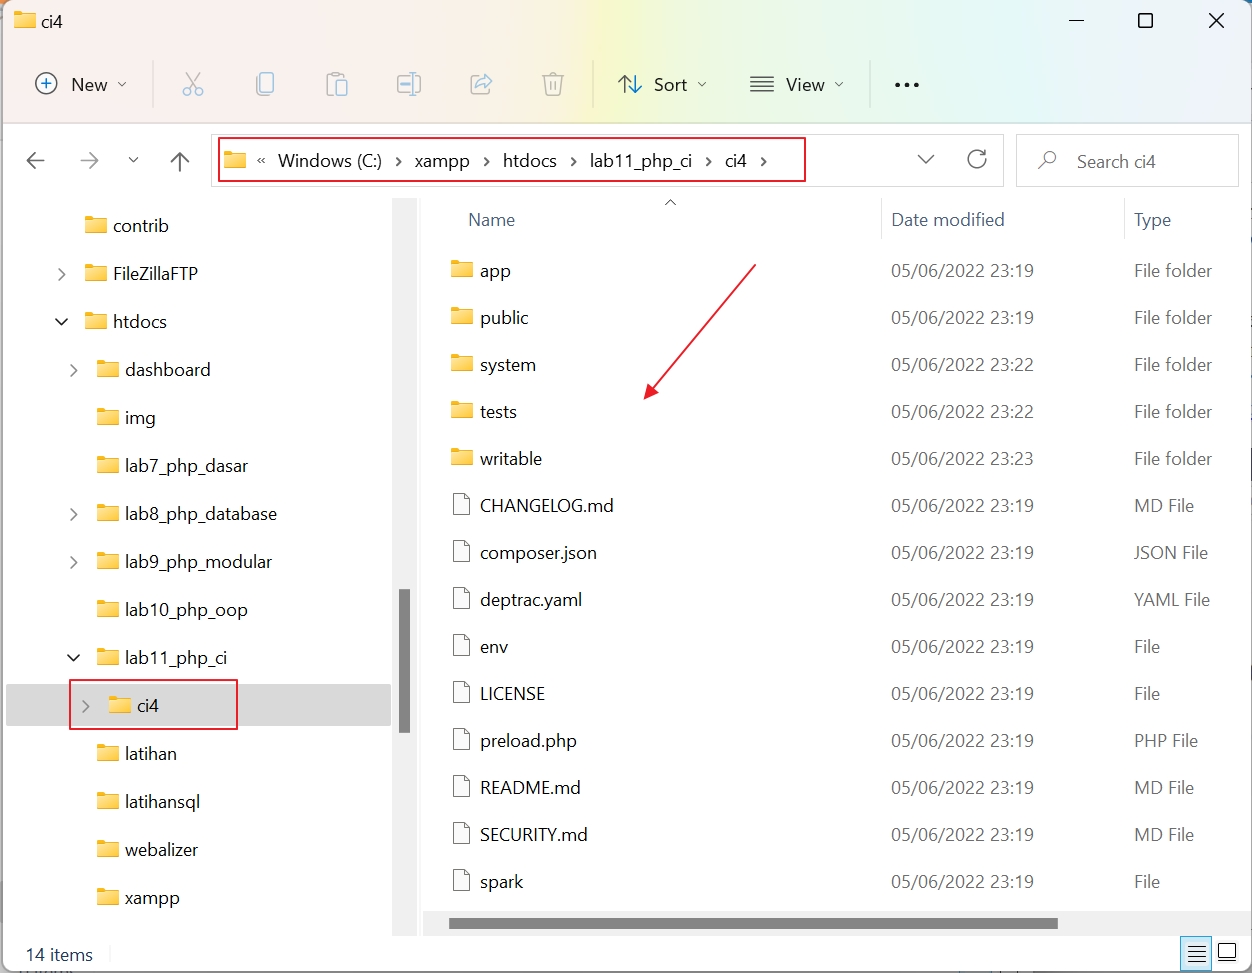 ci4
New Sort View
« Windows (C:) › xampp › htdocs › lab11_php_ci › ci4 ›
Search ci4
contrib
FileZillaFTP
htdocs
dashboard
img
lab7_php_dasar
lab8_php_database
lab9_php_modular
lab10_php_oop
lab11_php_ci
ci4
latihan
latihansql
webalizer
xampp
Name Date modified Type
app 05/06/2022 23:19 File folder
public 05/06/2022 23:19 File folder
system 05/06/2022 23:22 File folder
tests 05/06/2022 23:22 File folder
writable 05/06/2022 23:23 File folder
CHANGELOG.md 05/06/2022 23:19 MD File
composer.json 05/06/2022 23:19 JSON File
deptrac.yaml 05/06/2022 23:19 YAML File
env 05/06/2022 23:19 File
LICENSE 05/06/2022 23:19 File
preload.php 05/06/2022 23:19 PHP File
README.md 05/06/2022 23:19 MD File
SECURITY.md 05/06/2022 23:19 MD File
spark 05/06/2022 23:19 File
14 items